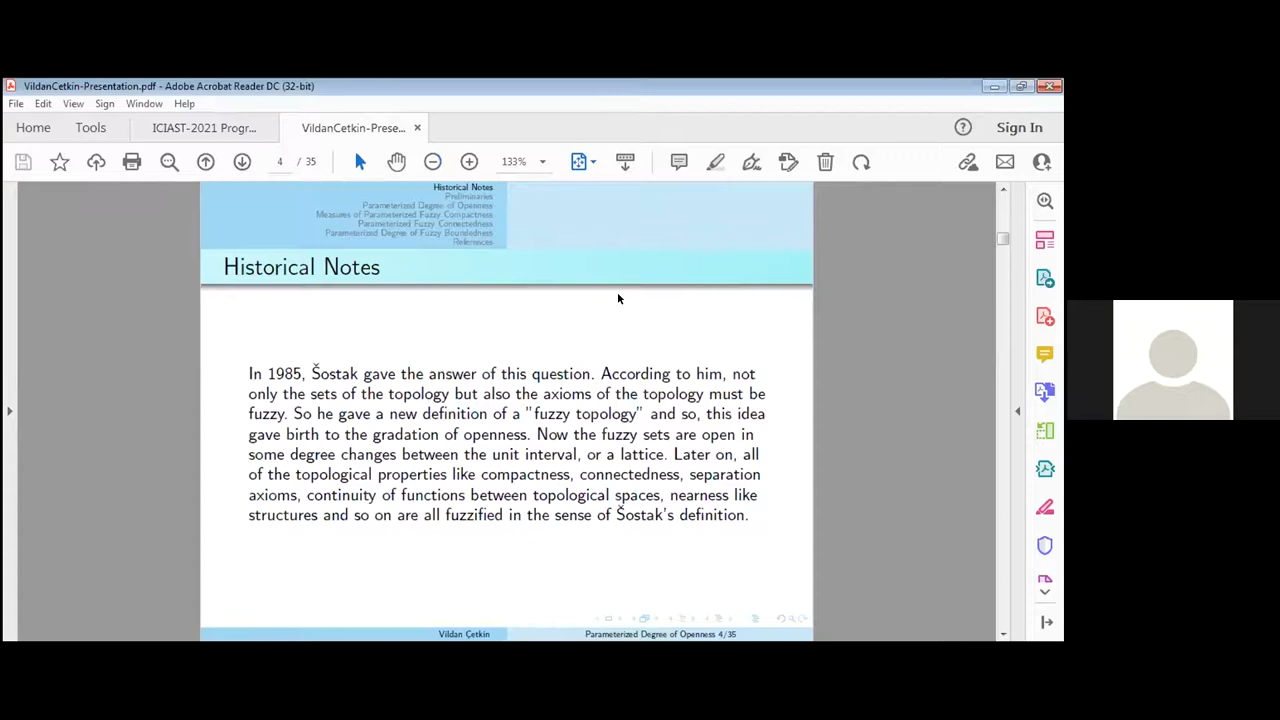 VildanCetkin-Presentation.pdf - Adobe Acrobat Reader DC (32-bit)
File Edit View Sign Window Help
Home Tools ICIAST-2021 Progr... VildanCetkin-Prese... × Sign In
4 / 35 133%
Historical Notes
Preliminaries
Parameterized Degree of Openness
Measures of Parameterized Fuzzy Compactness
Parameterized Fuzzy Connectedness
Parameterized Degree of Fuzzy Boundedness
References
Historical Notes
In 1985, Šostak gave the answer of this question. According to him, not
only the sets of the topology but also the axioms of the topology must be
fuzzy. So he gave a new definition of a "fuzzy topology" and so, this idea
gave birth to the gradation of openness. Now the fuzzy sets are open in
some degree changes between the unit interval, or a lattice. Later on, all
of the topological properties like compactness, connectedness, separation
axioms, continuity of functions between topological spaces, nearness like
structures and so on are all fuzzified in the sense of Šostak's definition.
Vildan Çetkin Parameterized Degree of Openness 4/35